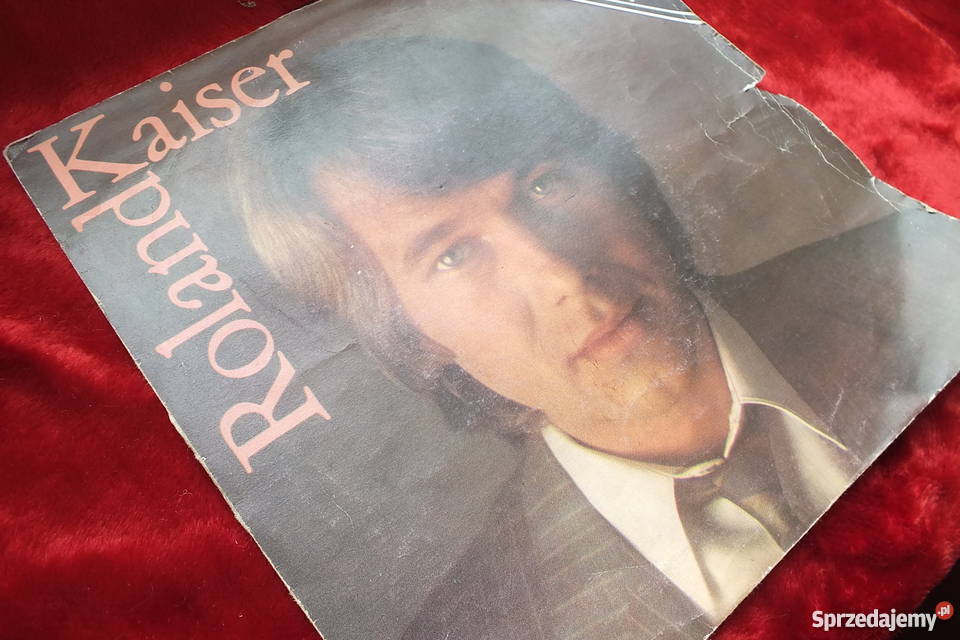 Roland
Kaiser
Sprzedajemy.pl